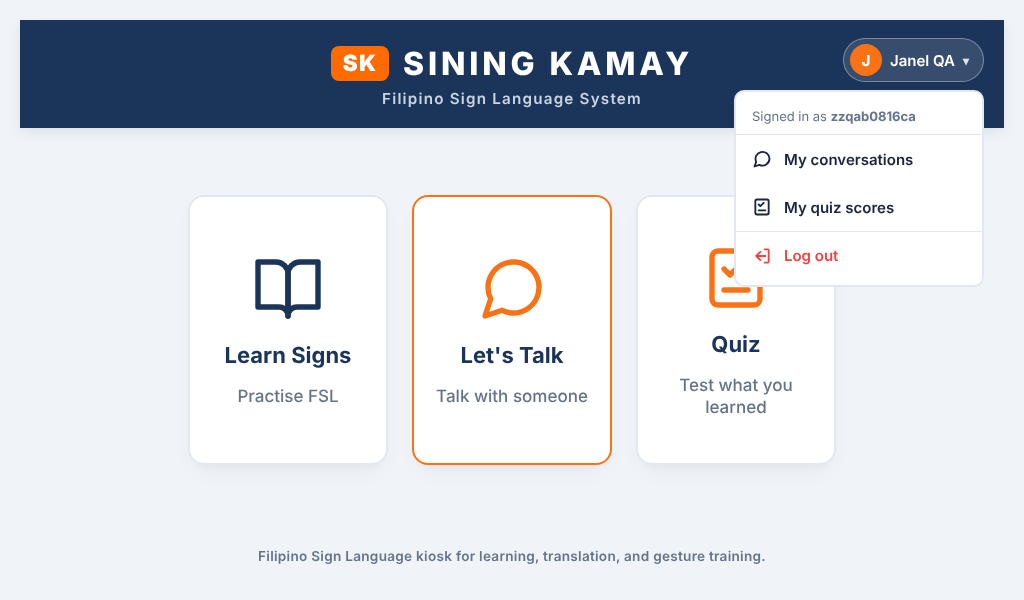 SK SINING KAMAY
Filipino Sign Language System
J Janel QA ▾
Signed in as zzqab0816ca
My conversations
My quiz scores
Log out
Learn Signs
Practise FSL
Let's Talk
Talk with someone
Quiz
Test what you
learned
Filipino Sign Language kiosk for learning, translation, and gesture training.